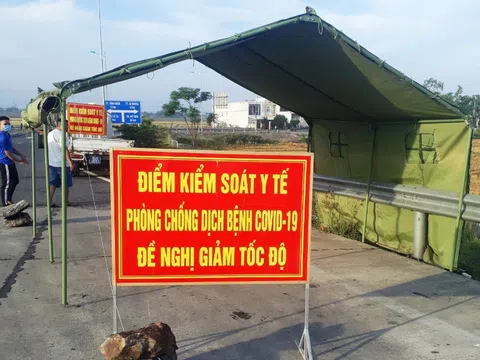 ĐIỂM KIỂM SOÁT Y TẾ
PHÒNG CHỐNG DỊCH BỆNH COVID-19
ĐỀ NGHỊ GIẢM TỐC ĐỘ